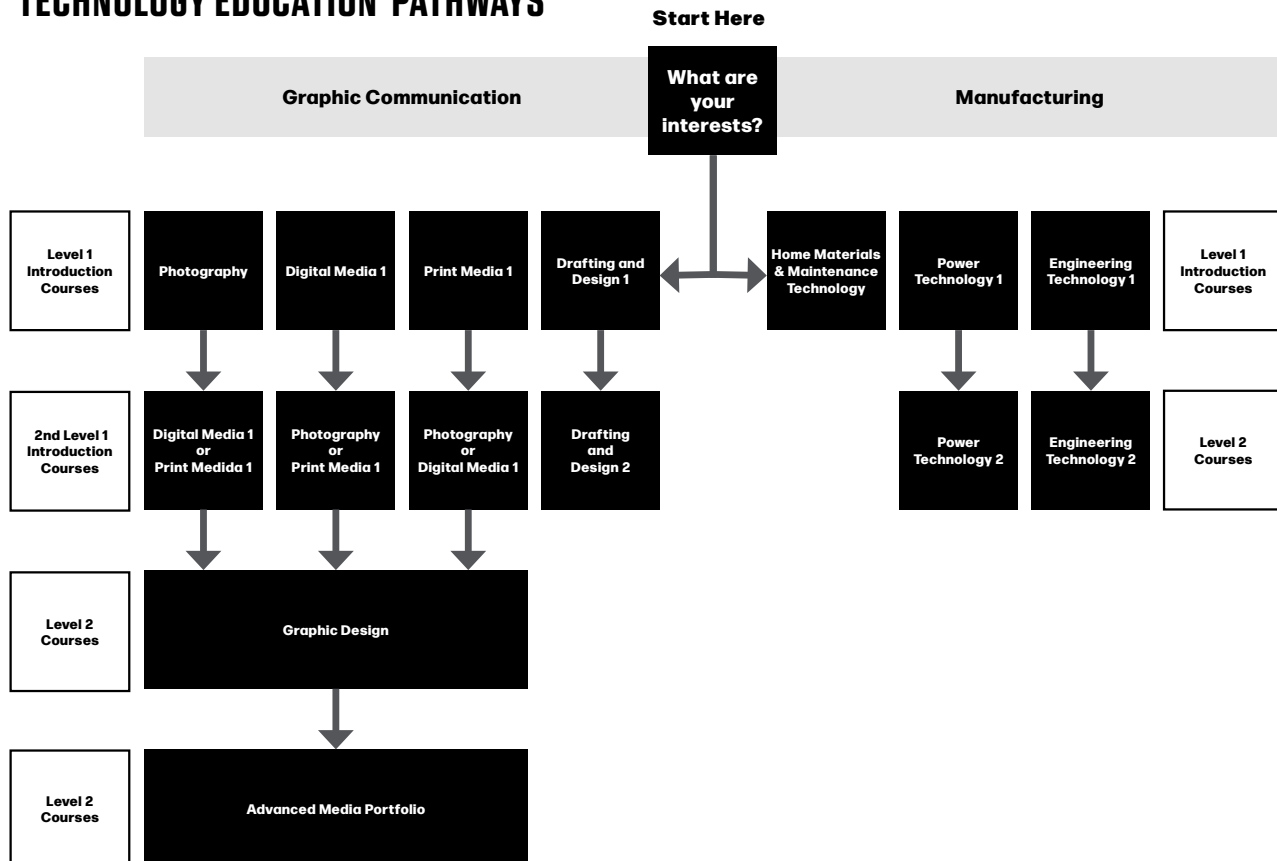 TECHNOLOGY EDUCATION PATHWAYS
Start Here
What are
your
interests?
Graphic Communication
Manufacturing
Level 1
Introduction
Courses
Photography
Digital Media 1
Print Media 1
Drafting and
Design 1
Home Materials
& Maintenance
Technology
Power
Technology 1
Engineering
Technology 1
Level 1
Introduction
Courses
2nd Level 1
Introduction
Courses
Digital Media 1
or
Print Medida 1
Photography
or
Print Media 1
Photography
or
Digital Media 1
Drafting
and
Design 2
Power
Technology 2
Engineering
Technology 2
Level 2
Courses
Level 2
Courses
Graphic Design
Level 2
Courses
Advanced Media Portfolio